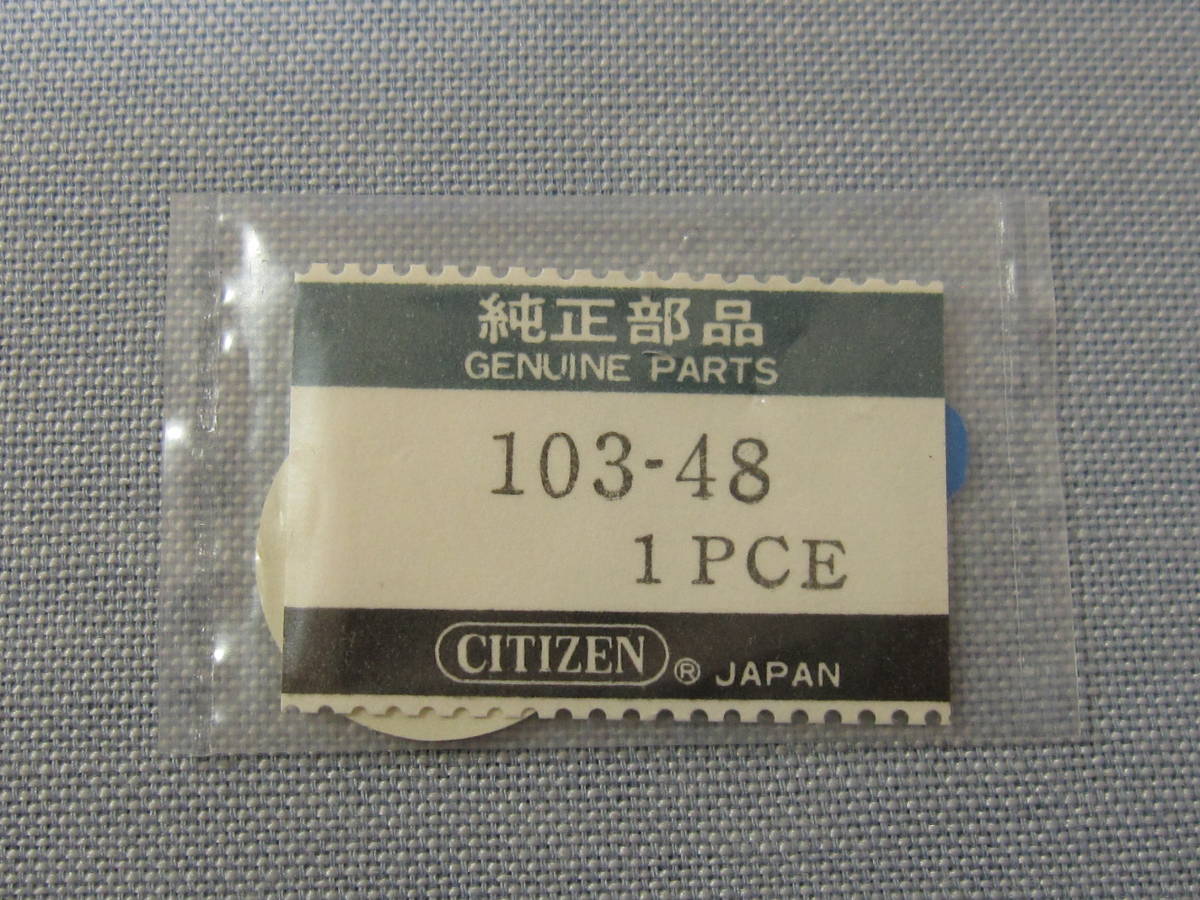 純正部品
GENUINE PARTS
103-48
1 PCE
CITIZEN ® JAPAN